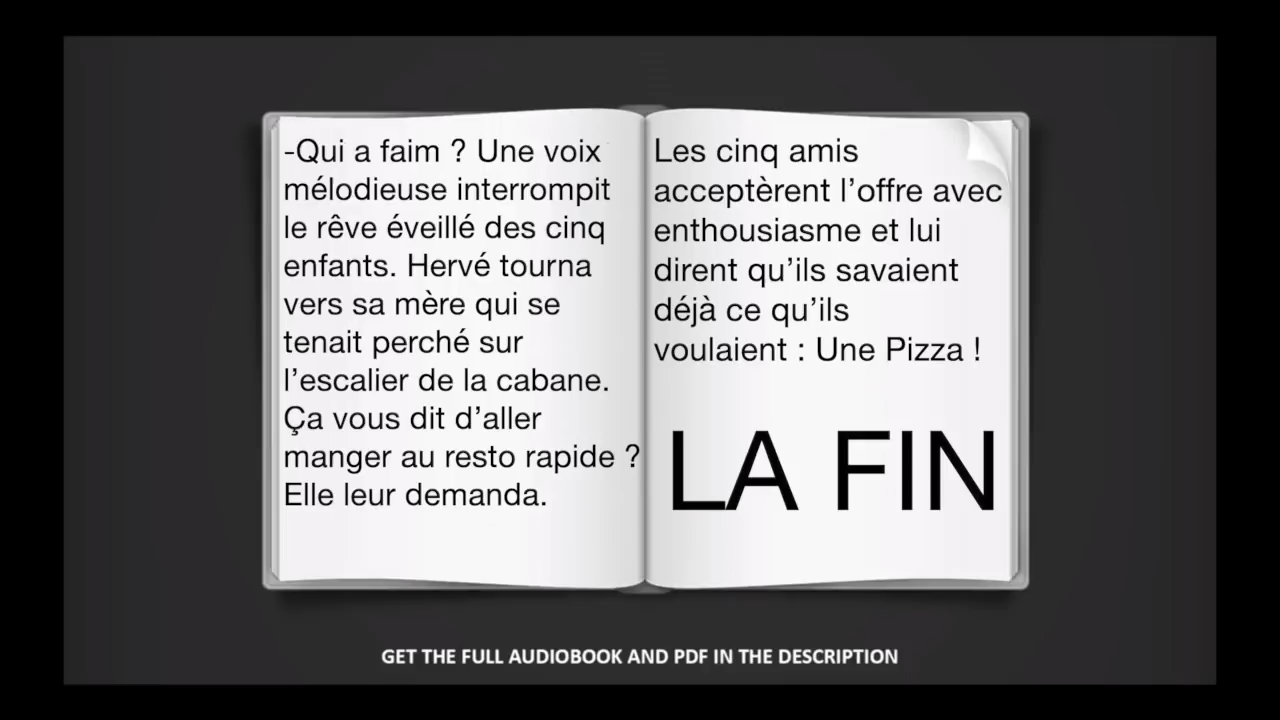 -Qui a faim ? Une voix
mélodieuse interrompit
le rêve éveillé des cinq
enfants. Hervé tourna
vers sa mère qui se
tenait perché sur
l’escalier de la cabane.
Ça vous dit d’aller
manger au resto rapide ?
Elle leur demanda.
Les cinq amis
acceptèrent l’offre avec
enthousiasme et lui
dirent qu’ils savaient
déjà ce qu’ils
voulaient : Une Pizza !
LA FIN
GET THE FULL AUDIOBOOK AND PDF IN THE DESCRIPTION